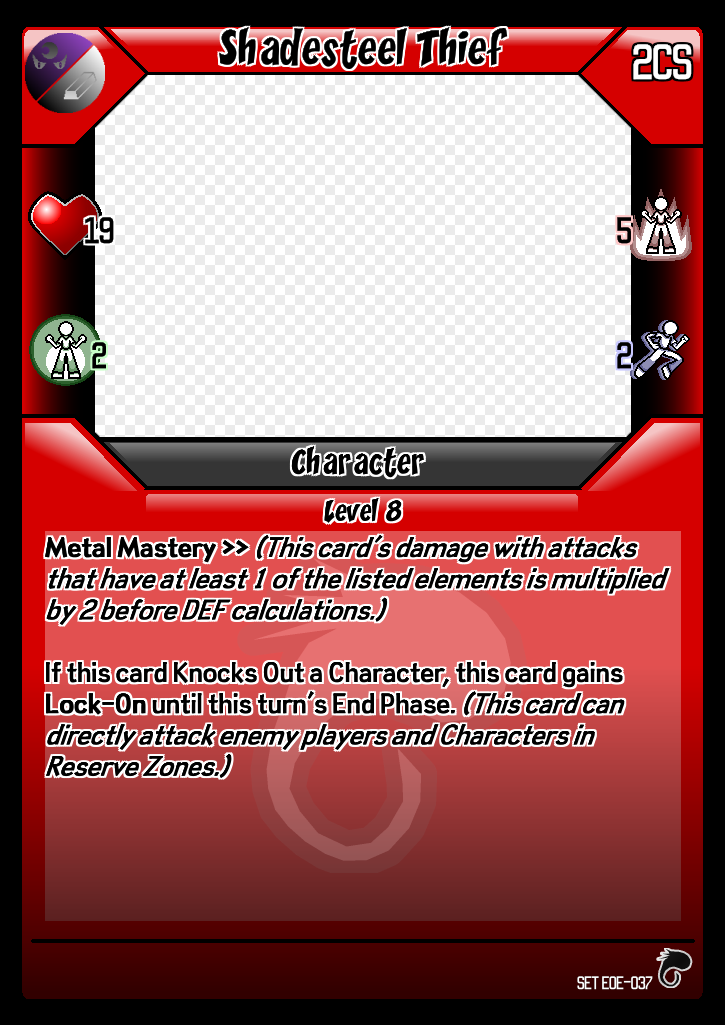 Shadesteel Thief
2CS
19
5
2
2
Character
Level 8
Metal Mastery >> (This card's damage with attacks
that have at least 1 of the listed elements is multiplied
by 2 before DEF calculations.)
If this card Knocks Out a Character, this card gains
Lock-On until this turn's End Phase. (This card can
directly attack enemy players and Characters in
Reserve Zones.)
SET EOE-037